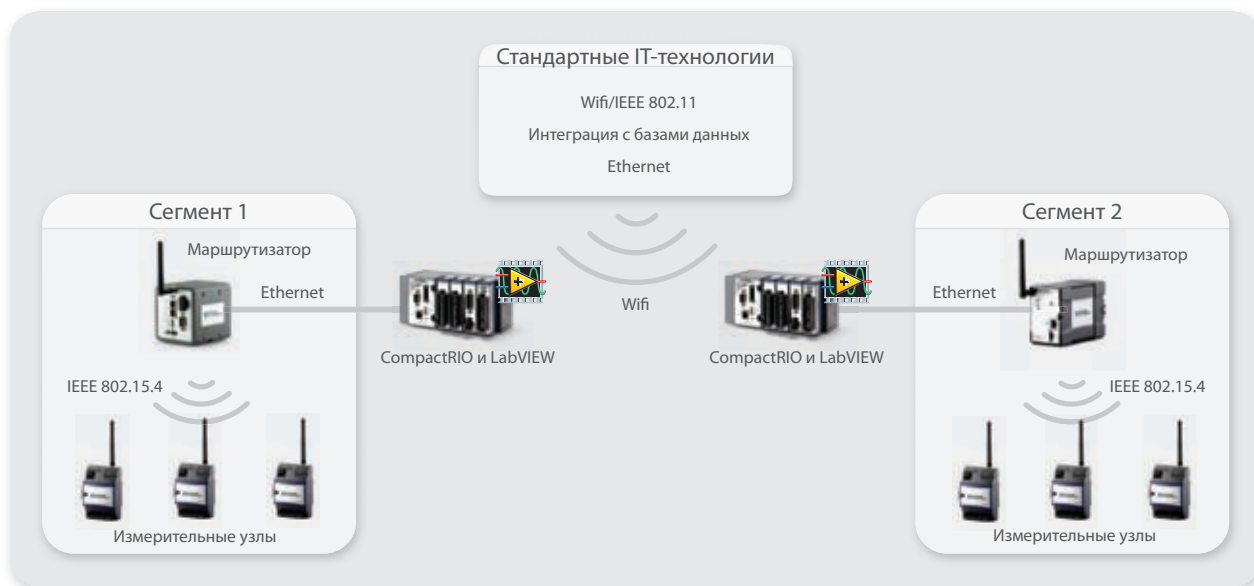 Стандартные IT-технологии
Wifi/IEEE 802.11
Интеграция с базами данных
Ethernet
Сегмент 1
Маршрутизатор
Ethernet
IEEE 802.15.4
Измерительные узлы
CompactRIO и LabVIEW
Wifi
CompactRIO и LabVIEW
Сегмент 2
Маршрутизатор
Ethernet
IEEE 802.15.4
Измерительные узлы